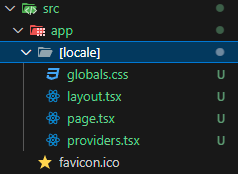 src
app
[locale]
globals.css U
layout.tsx U
page.tsx U
providers.tsx U
favicon.ico